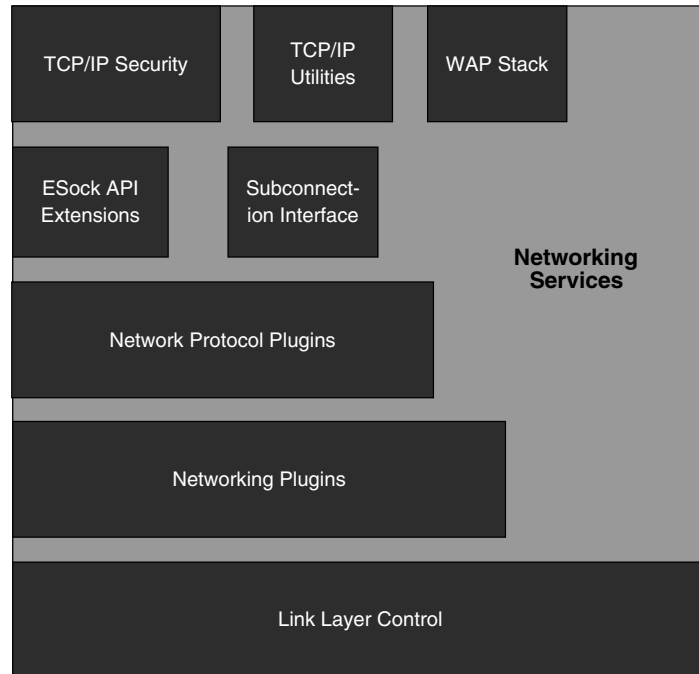 TCP/IP Security
TCP/IP
Utilities
WAP Stack
ESock API
Extensions
Subconnect-
ion Interface
Networking
Services
Network Protocol Plugins
Networking Plugins
Link Layer Control